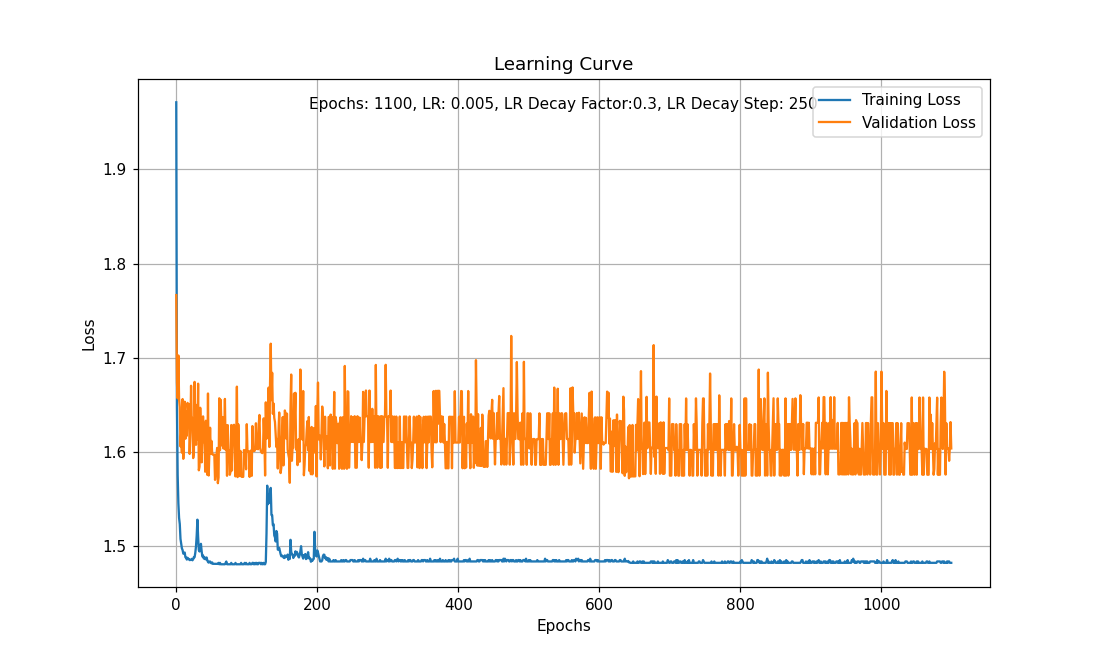 Learning Curve
Epochs: 1100, LR: 0.005, LR Decay Factor:0.3, LR Decay Step: 250
Training Loss
Validation Loss
1.9
1.8
1.7
1.6
1.5
Loss
0 200 400 600 800 1000
Epochs